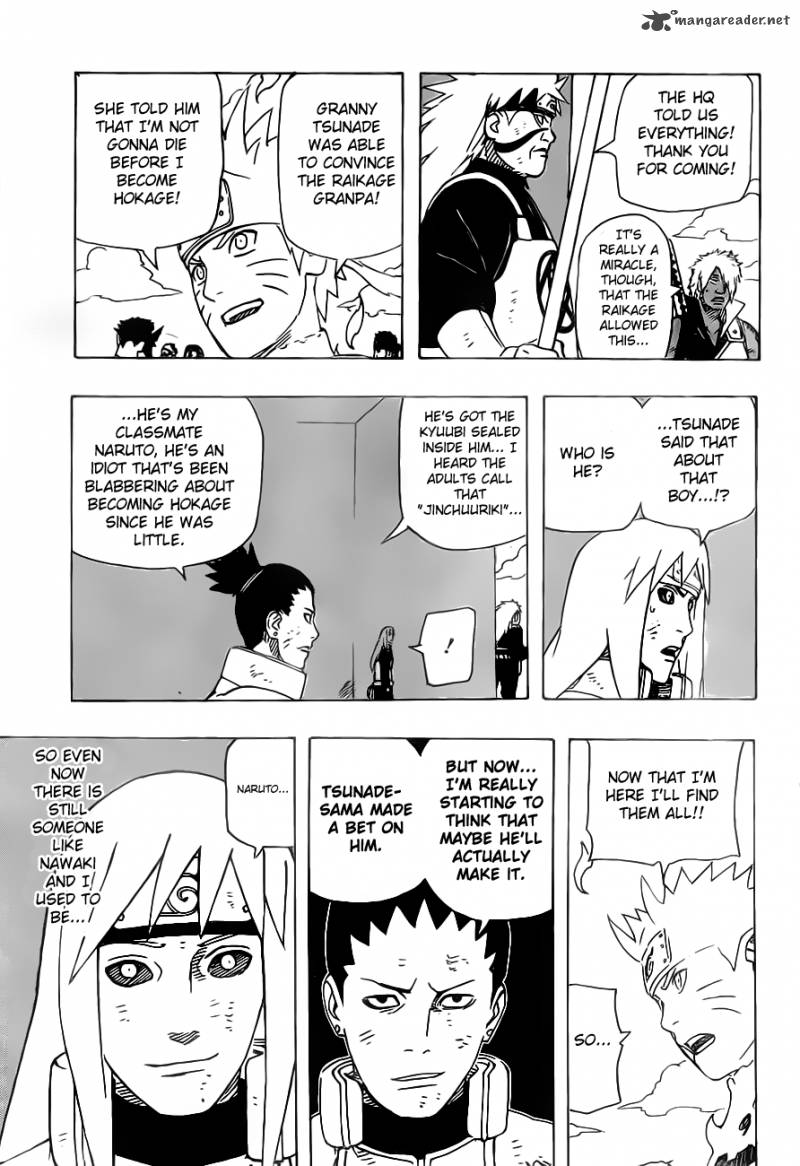 mangareader.net
THE HQ
TOLD US
EVERYTHING!
THANK YOU
FOR COMING!
IT'S
REALLY A
MIRACLE,
THOUGH,
THAT THE
RAIKAGE
ALLOWED
THIS...
GRANNY
TSUNADE
WAS ABLE
TO CONVINCE
THE RAIKAGE
GRANPA!
SHE TOLD HIM
THAT I'M NOT
GONNA DIE
BEFORE I
BECOME
HOKAGE!
...TSUNADE
SAID THAT
ABOUT
THAT
BOY...!?
WHO IS
HE?
HE'S GOT THE
KYUUBI SEALED
INSIDE HIM... I
HEARD THE
ADULTS CALL
THAT
"JINCHUURIKI"...
!
...HE'S MY
CLASSMATE
NARUTO, HE'S AN
IDIOT THAT'S BEEN
BLABBERING ABOUT
BECOMING HOKAGE
SINCE HE WAS
LITTLE.
NOW THAT I'M
HERE I'LL FIND
THEM ALL!!
SO...
BUT NOW...
I'M REALLY
STARTING TO
THINK THAT
MAYBE HE'LL
ACTUALLY
MAKE IT.
TSUNADE-
SAMA MADE
A BET ON
HIM.
NARUTO...
SO EVEN
NOW
THERE IS
STILL
SOMEONE
LIKE
NAWAKI
AND I
USED TO
BE...